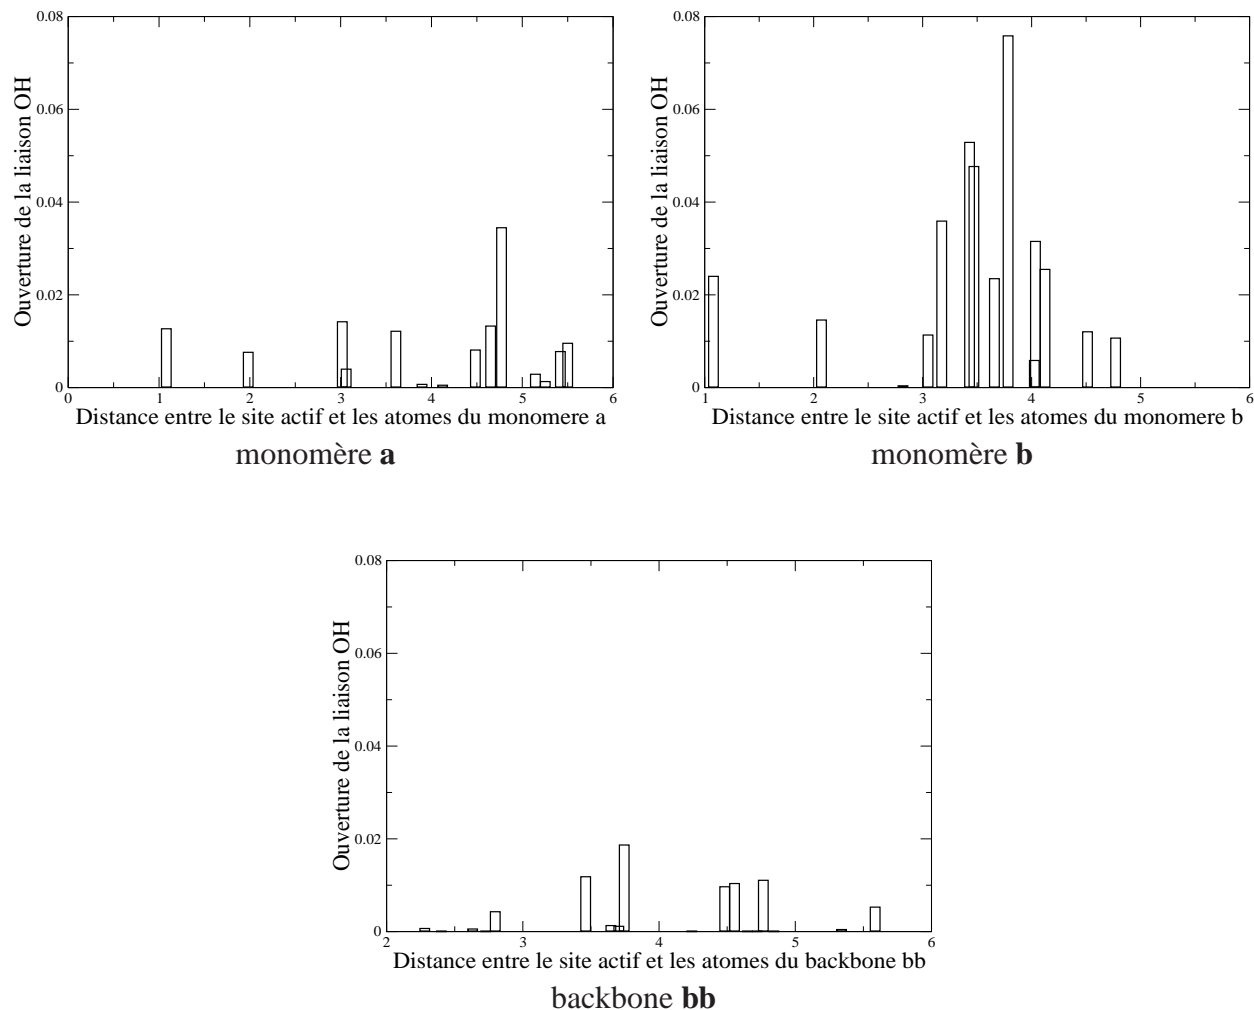 0.08
0.06
0.04
0.02
0
Ouverture de la liaison OH
0 1 2 3 4 5 6
Distance entre le site actif et les atomes du monomere a
monomère a
0.08
0.06
0.04
0.02
0
Ouverture de la liaison OH
1 2 3 4 5 6
Distance entre le site actif et les atomes du monomere b
monomère b
0.08
0.06
0.04
0.02
0
Ouverture de la liaison OH
2 3 4 5 6
Distance entre le site actif et les atomes du backbone bb
backbone bb